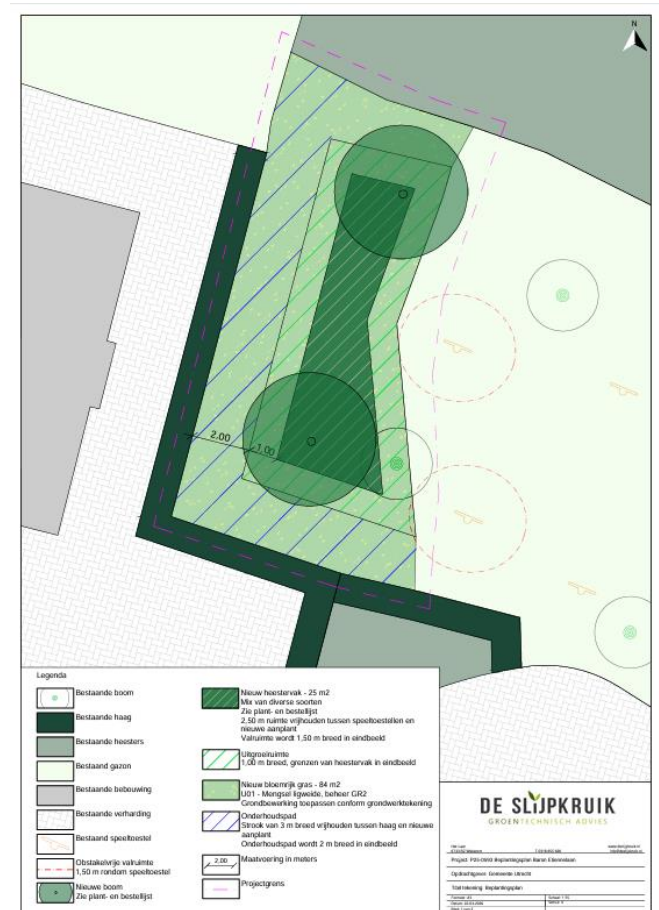 N
2.00
1.00
Legenda
Bestaande boom
Bestaande haag
Bestaande heesters
Bestaand gazon
Bestaande bebouwing
Bestaande verharding
Bestaand speeltoestel
Obstakelvrije valruimte
1,50 m rondom speeltoestel
Nieuwe boom
Zie plant- en bestellijst
Nieuw heestervak - 25 m2
Mix van diverse soorten
Zie plant- en bestellijst
2,50 m ruimte vrijhouden tussen speeltoestellen en
nieuwe aanplant
Valruimte wordt 1,50 m breed in eindbeeld
Uitgroeiruimte
1,00 m breed, grenzen van heestervak in eindbeeld
Nieuw bloemrijk gras - 84 m2
U01 - Mengsel ligweide, beheer GR2
Grondbewerking toepassen conform grondwerktekening
Onderhoudspad
Strook van 3 m breed vrijhouden tussen haag en nieuwe
aanplant
Onderhoudspad wordt 2 m breed in eindbeeld
2,00
Maatvoering in meters
Projectgrens
DE SLIJPKRUIK
GROENTECHNISCH ADVIES
Opdrachtgever: Gemeente Utrecht
Titel tekening: Beplantingsplan